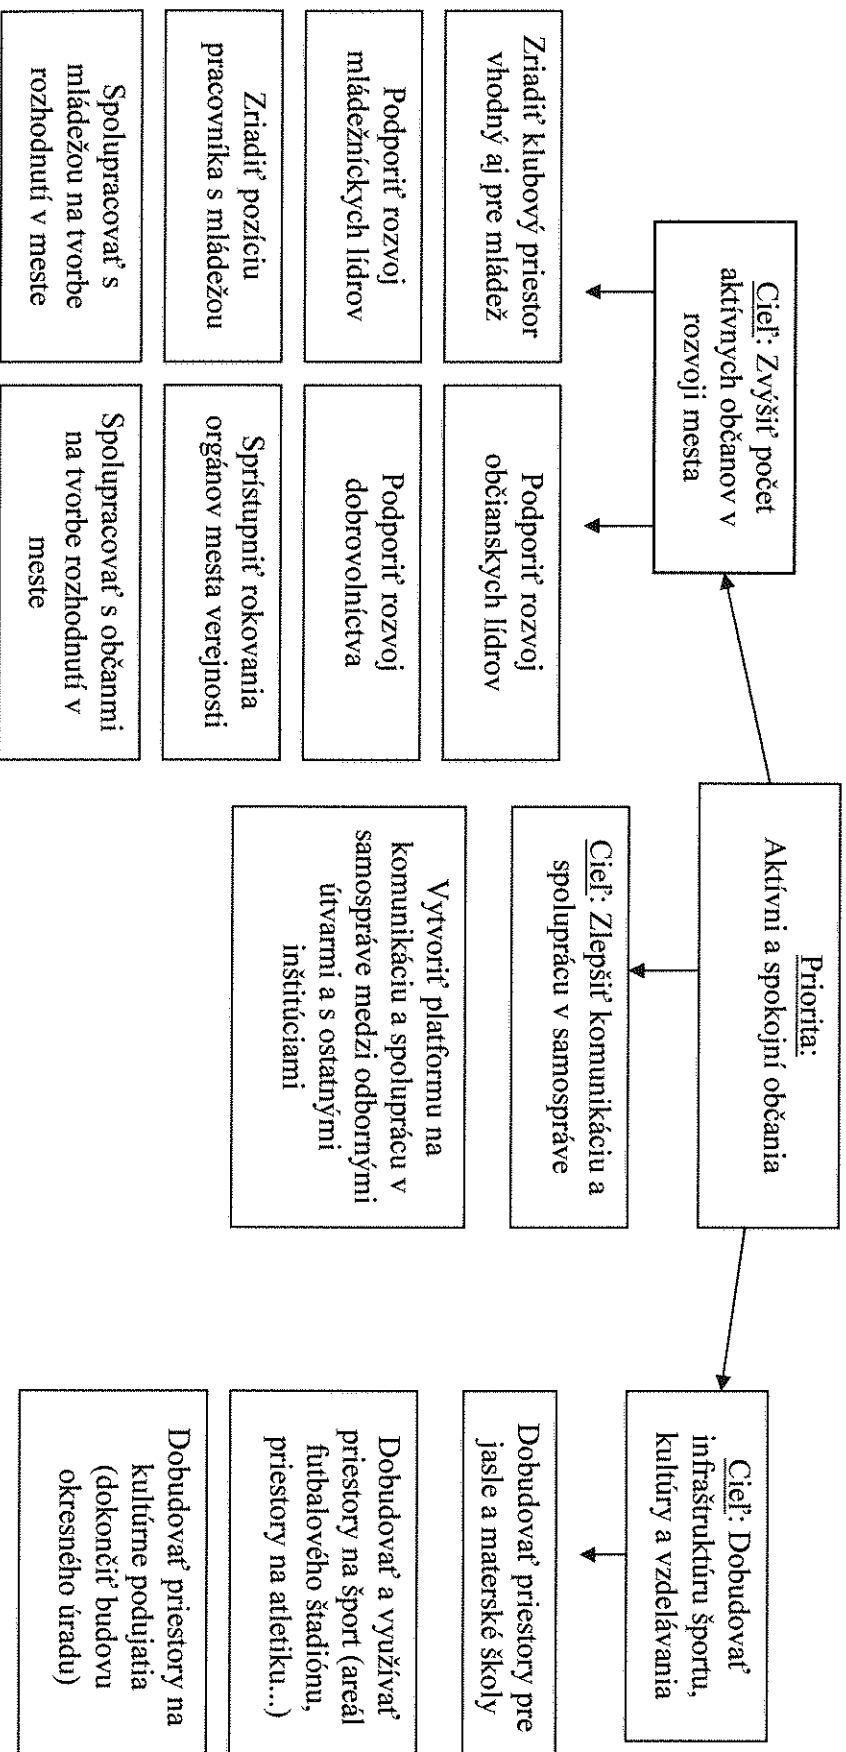 Priorita:
Aktívni a spokojní občania
Cieľ: Zvýšiť počet
aktívnych občanov v
rozvoji mesta
Zriadiť klubový priestor
vhodný aj pre mládež
Podporiť rozvoj
mládežníckych lídrov
Zriadiť pozíciu
pracovníka s mládežou
Spolupracovať s
mládežou na tvorbe
rozhodnutí v meste
Podporiť rozvoj
občianskych lídrov
Podporiť rozvoj
dobrovolníctva
Sprístupniť rokovania
orgánov mesta verejnosti
Spolupracovať s občanmi
na tvorbe rozhodnutí v
meste
Cieľ: Zlepšiť komunikáciu a
spoluprácu v samospráve
Vytvoriť platformu na
komunikáciu a spoluprácu v
samospráve medzi odbornými
útvarmi a s ostatnými
inštitúciami
Cieľ: Dobudovať
infraštruktúru športu,
kultúry a vzdelávania
Dobudovať priestory pre
jasle a materské školy
Dobudovať a využívať
priestory na šport (areál
futbalového štadiónu,
priestory na atletiku...)
Dobudovať priestory na
kultúrne podujatia
(dokončiť budovu
okresného úradu)